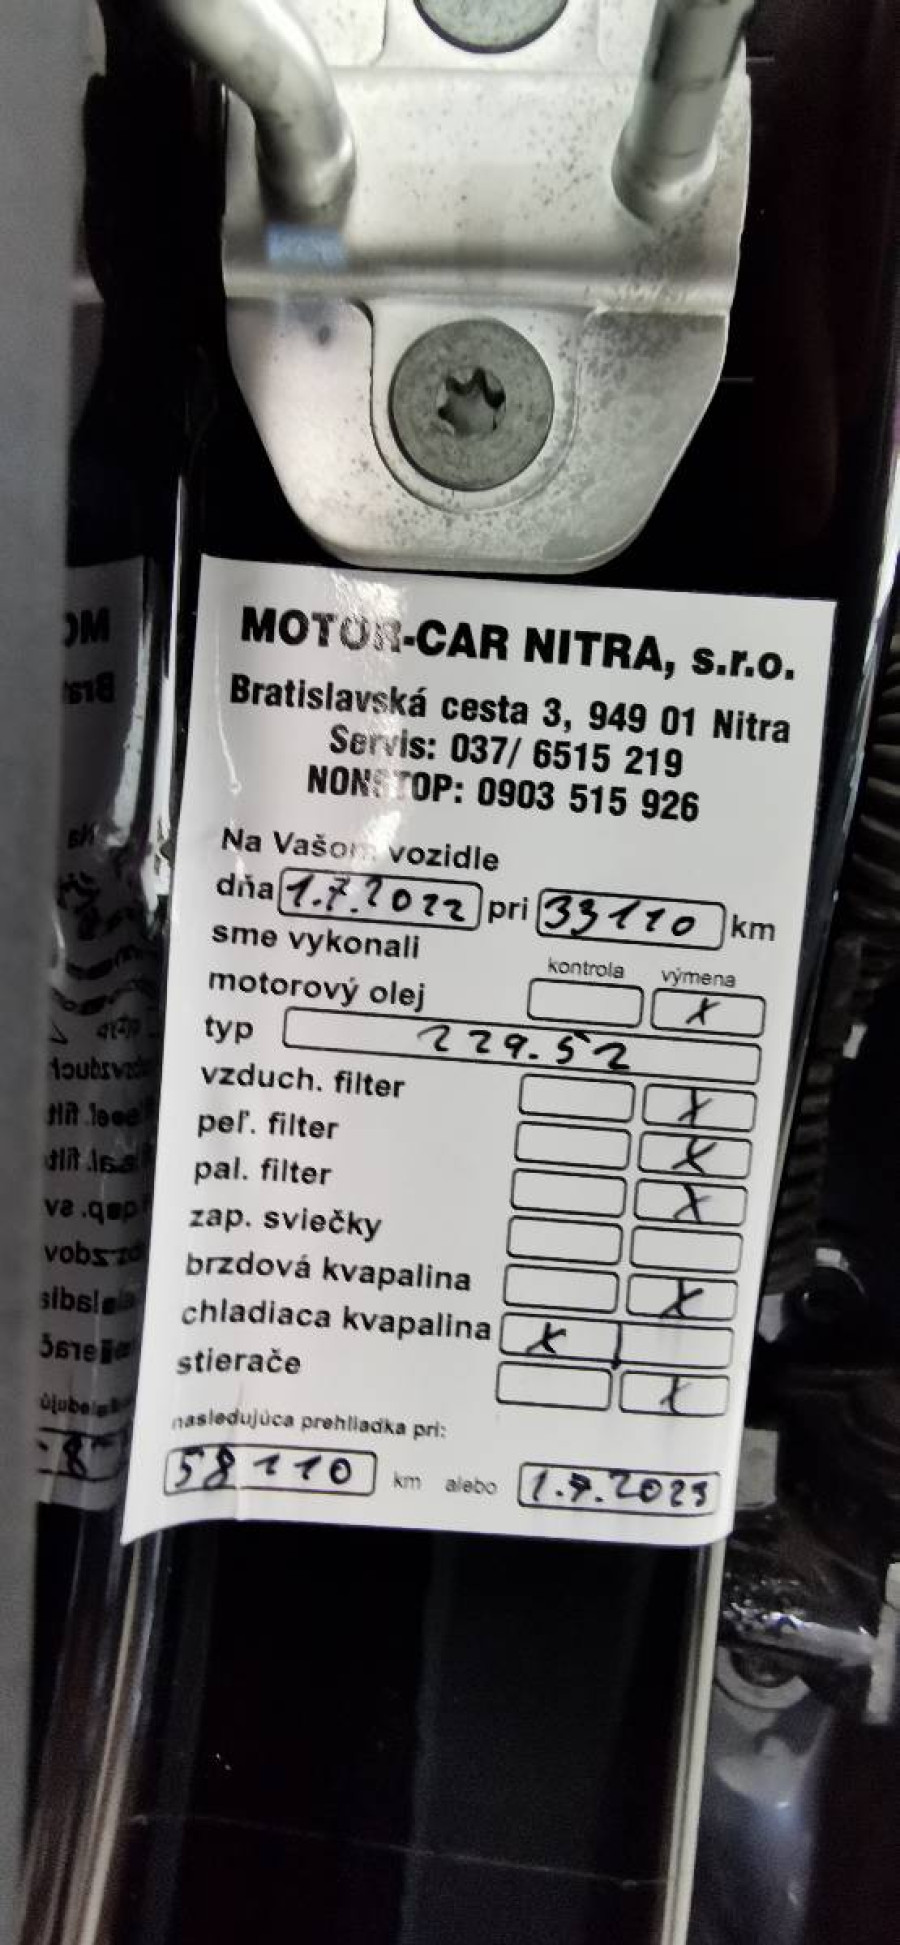 MOTOR-CAR NITRA, s.r.o.
Bratislavská cesta 3, 949 01 Nitra
Servis: 037/ 6515 219
NONSTOP: 0903 515 926
Na Vašom vozidle
dňa 1.7.2022 pri 33110 km
sme vykonali
kontrola výmena
motorový olej x
typ 229.52
vzduch. filter x
peľ. filter x
pal. filter x
zap. sviečky
brzdová kvapalina x
chladiaca kvapalina x
stierače x
nasledujúca prehliadka pri:
58110 km alebo 1.7.2023